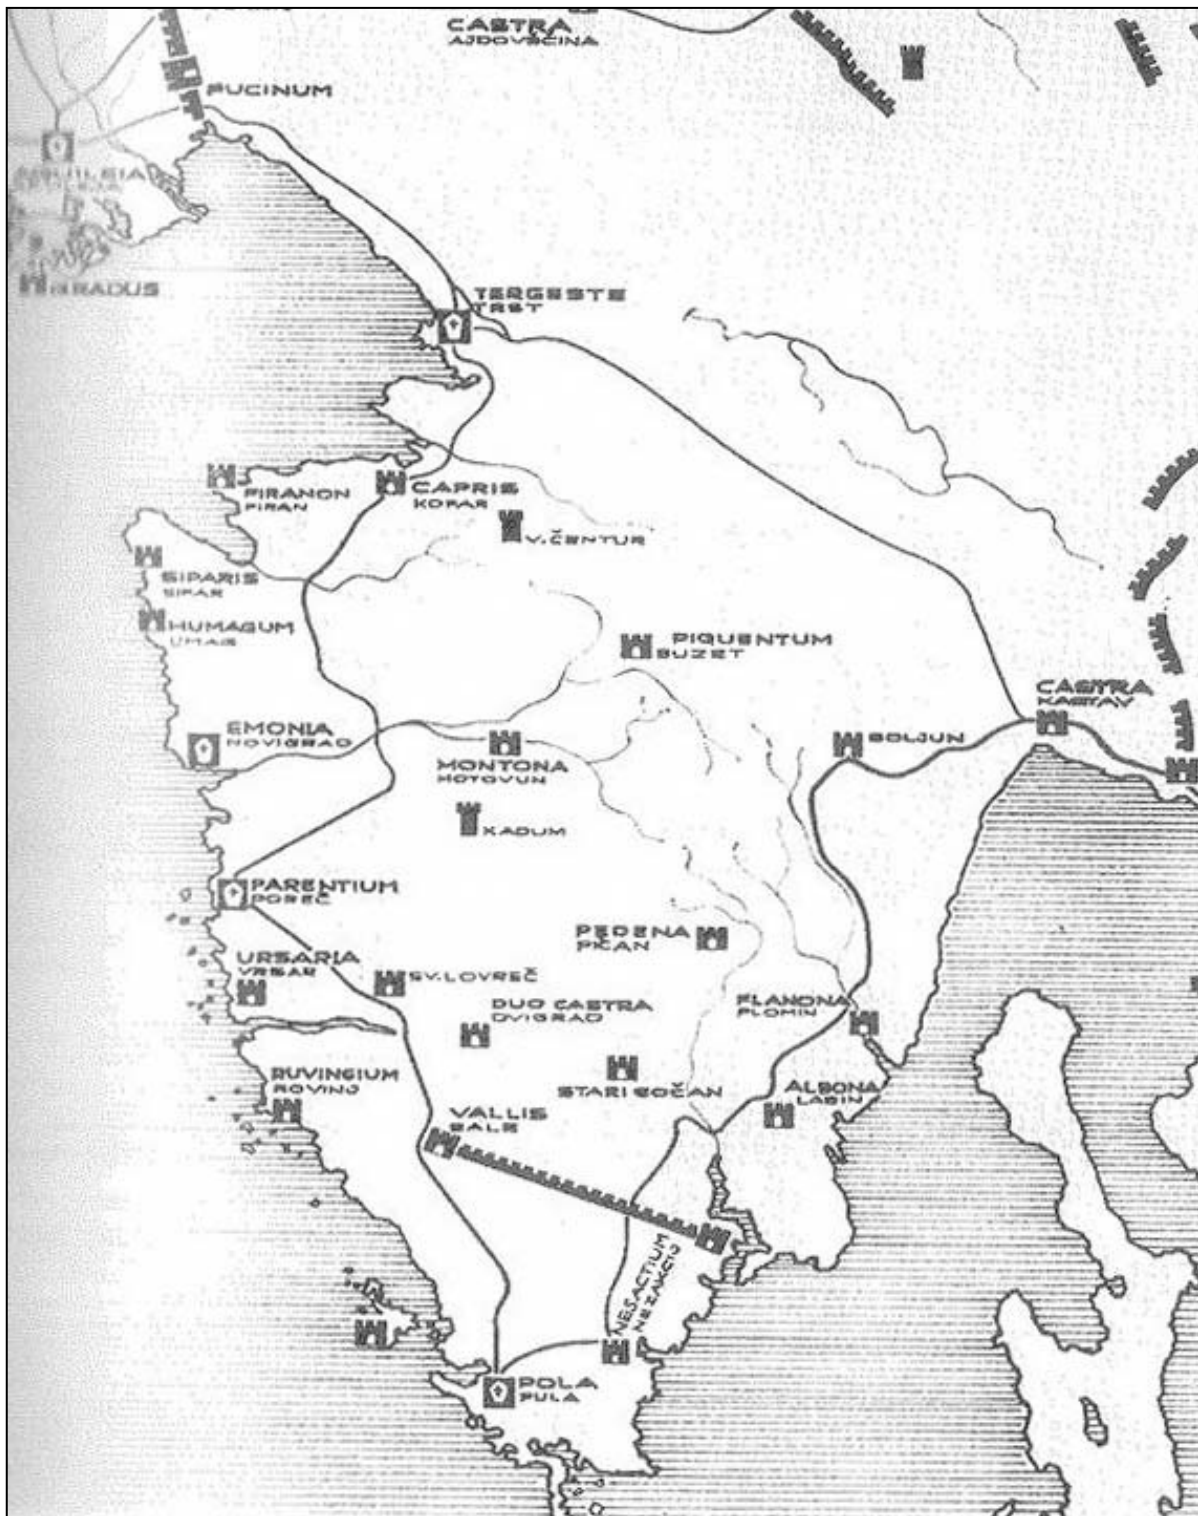 CASTRA
AJDOVŠČINA
PUCINUM
AQUILEIA
GRADUS
TERGESTE
TRST
PIRANON
PIRAN
CAPRIS
KOPAR
V. ČENTUR
SIPARIS
SIPAR
HUMAGUM
UMAG
PIQUENTUM
BUZET
CASTRA
KASTAV
EMONIA
NOVIGRAD
BOLJUN
MONTONA
MOTOVUN
KADUM
PARENTIUM
POREČ
PEDENA
PIČAN
URSARIA
VRSAR
SV. LOVREČ
DUO CASTRA
DVIGRAD
FLANONA
PLOMIN
RUVINGIUM
ROVINJ
STARI GOČAN
ALBONA
LABIN
VALLIS
BALE
NESACTIUM
NEZAKCIJ
POLA
PULA